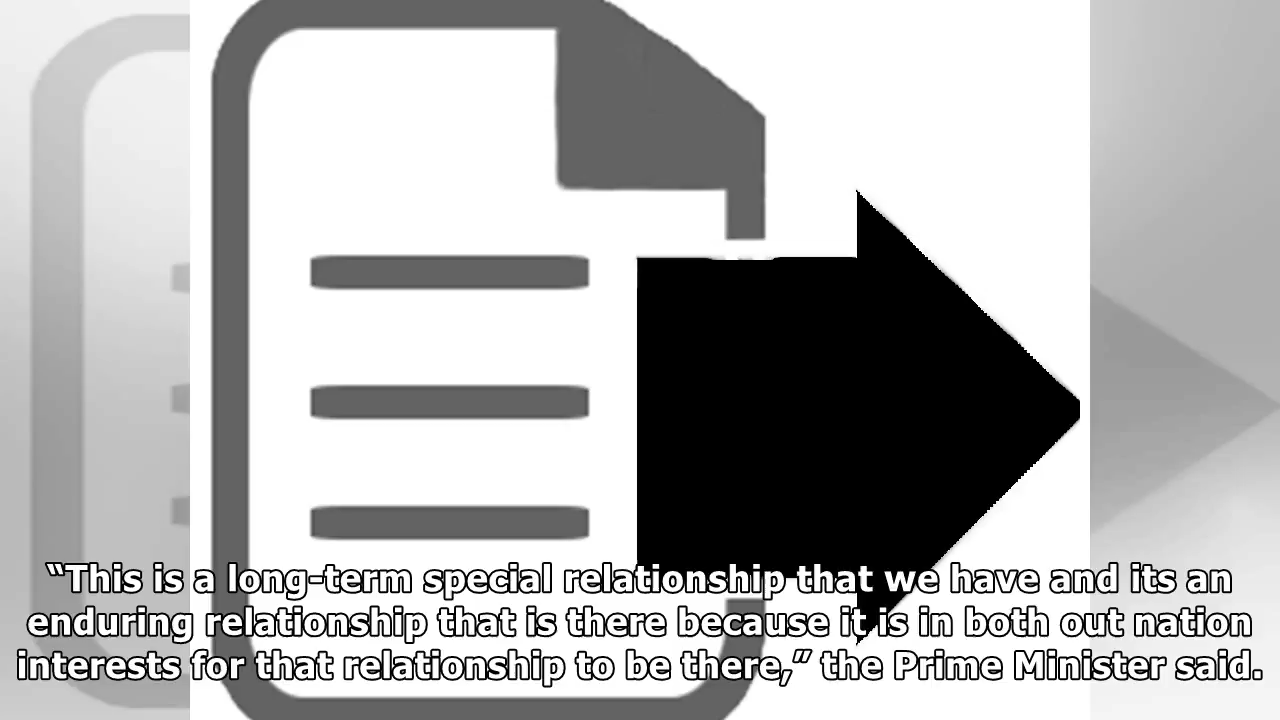 “This is a long-term special relationship that we have and its an
enduring relationship that is there because it is in both out nation
interests for that relationship to be there,” the Prime Minister said.